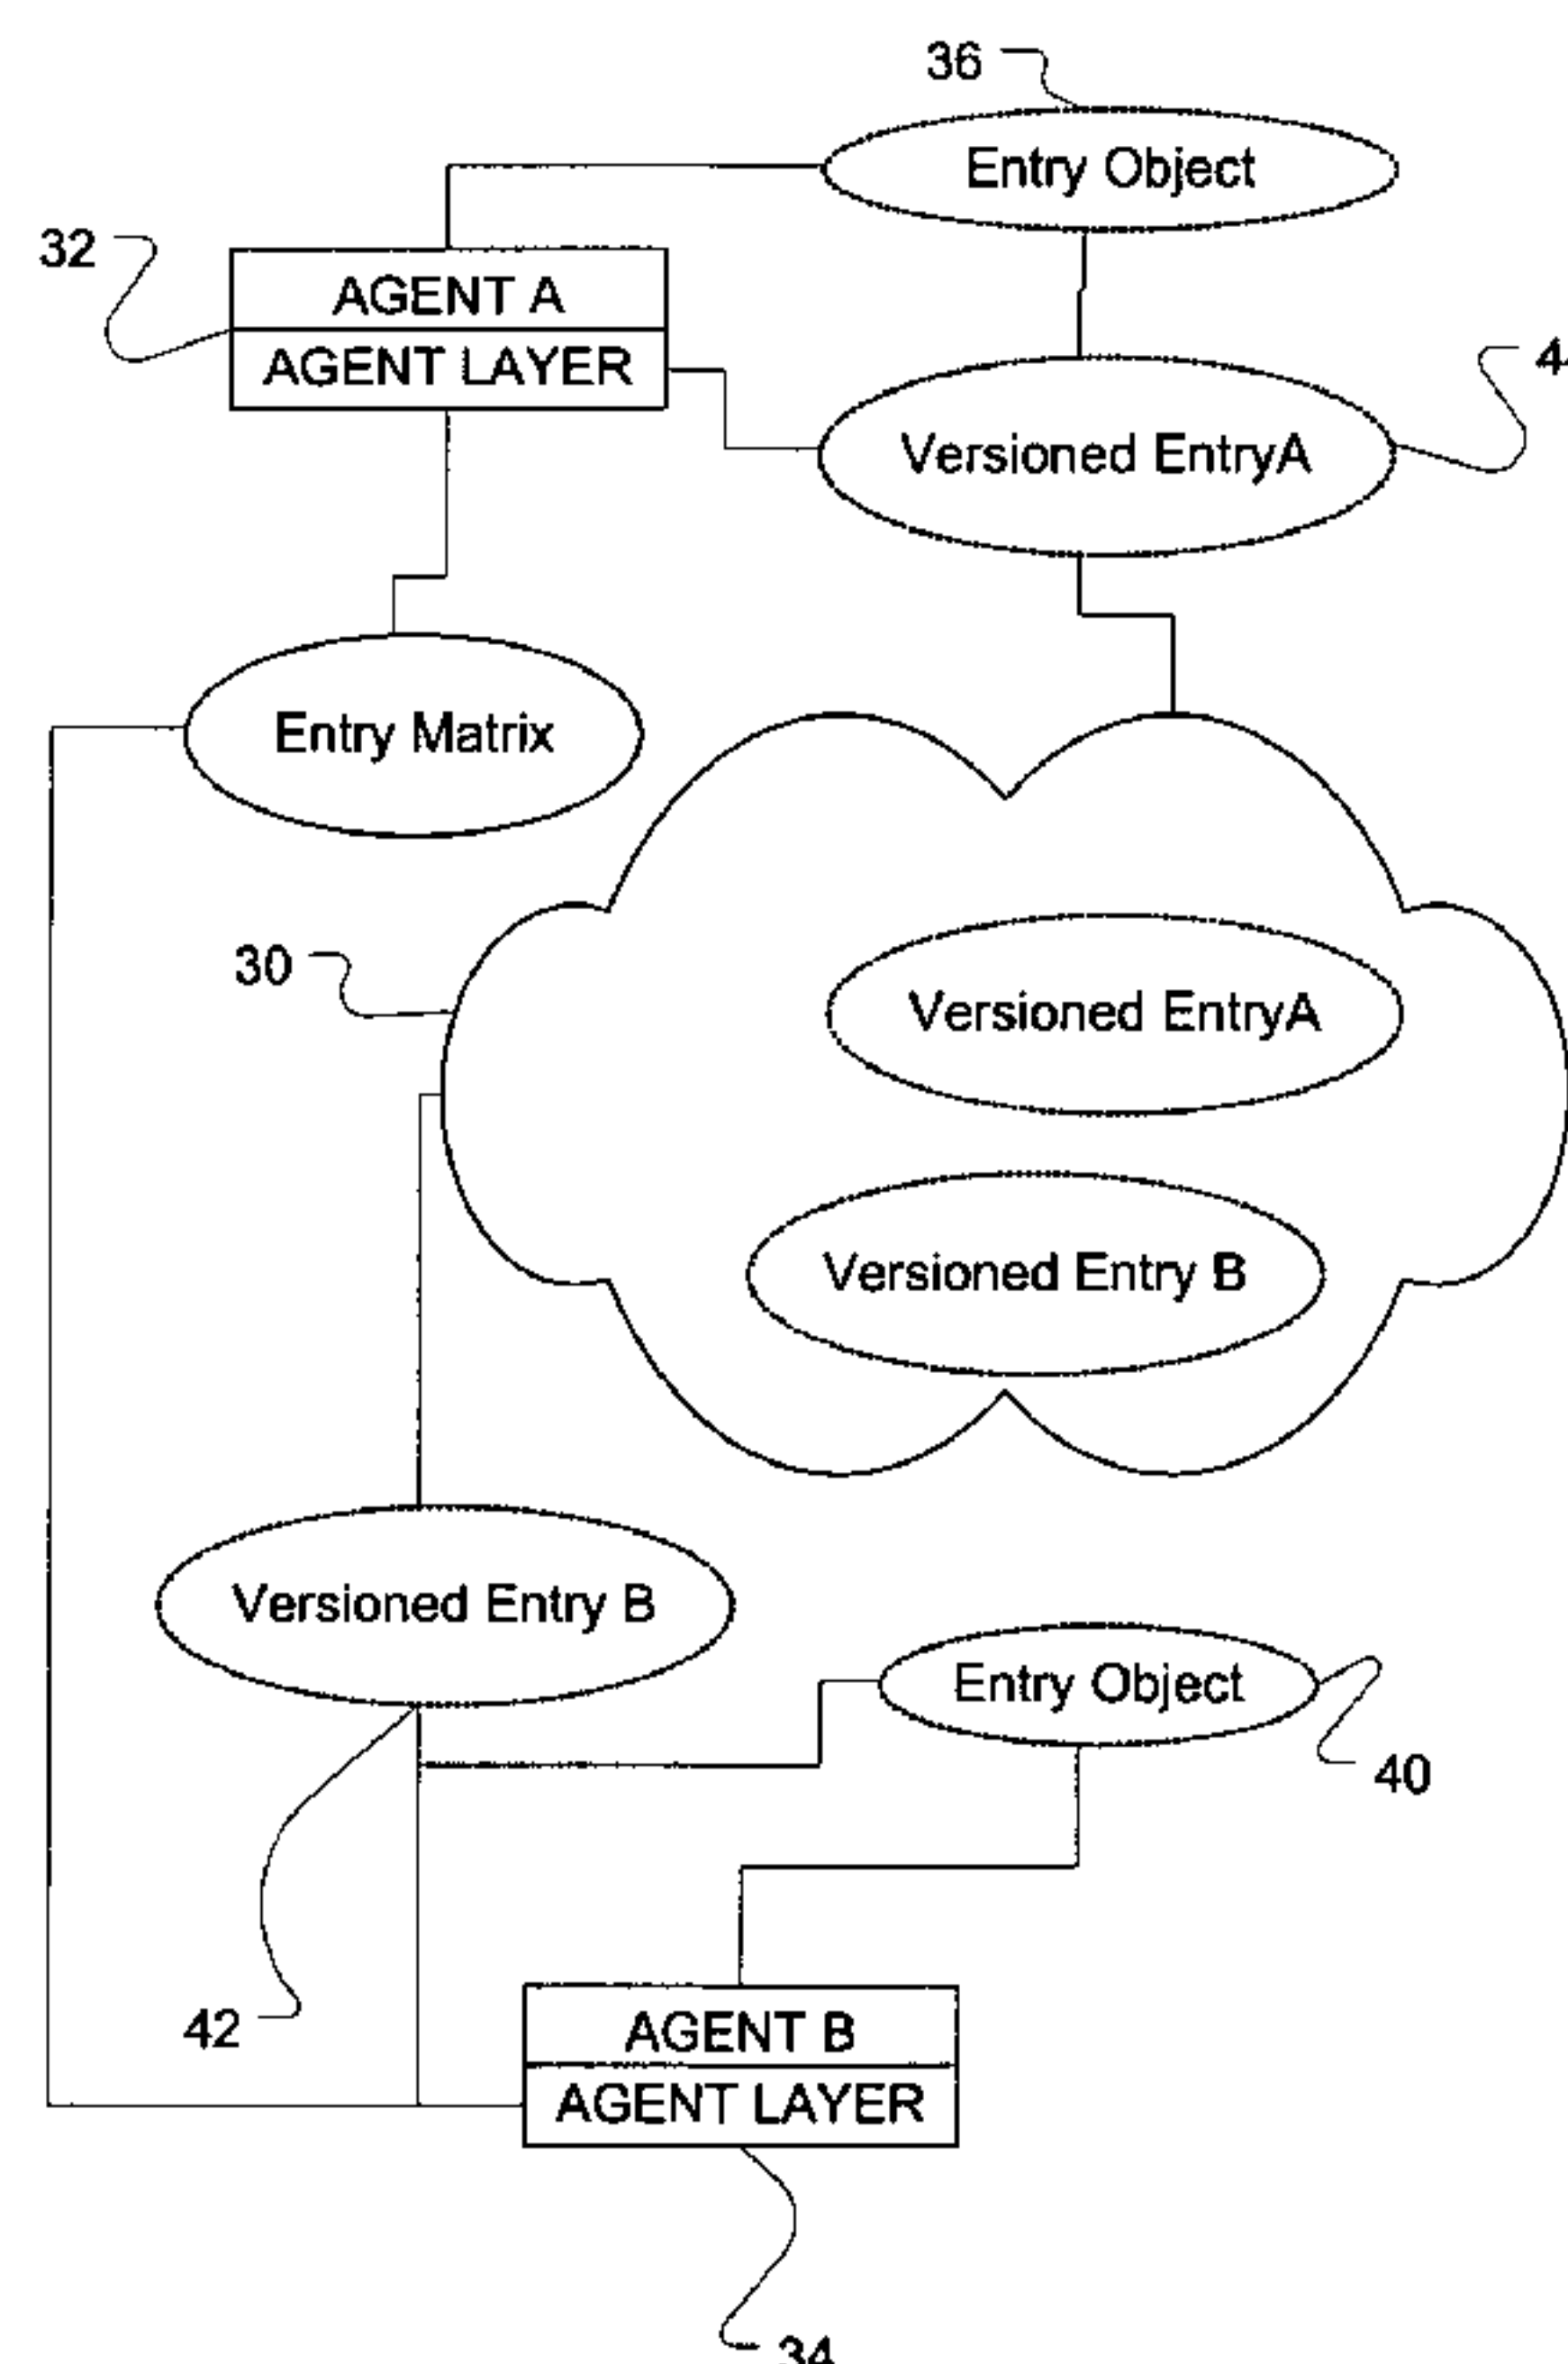 36
Entry Object
32
AGENT A
AGENT LAYER
Versioned EntryA
Entry Matrix
30
Versioned EntryA
Versioned Entry B
Versioned Entry B
Entry Object
40
42
AGENT B
AGENT LAYER
34